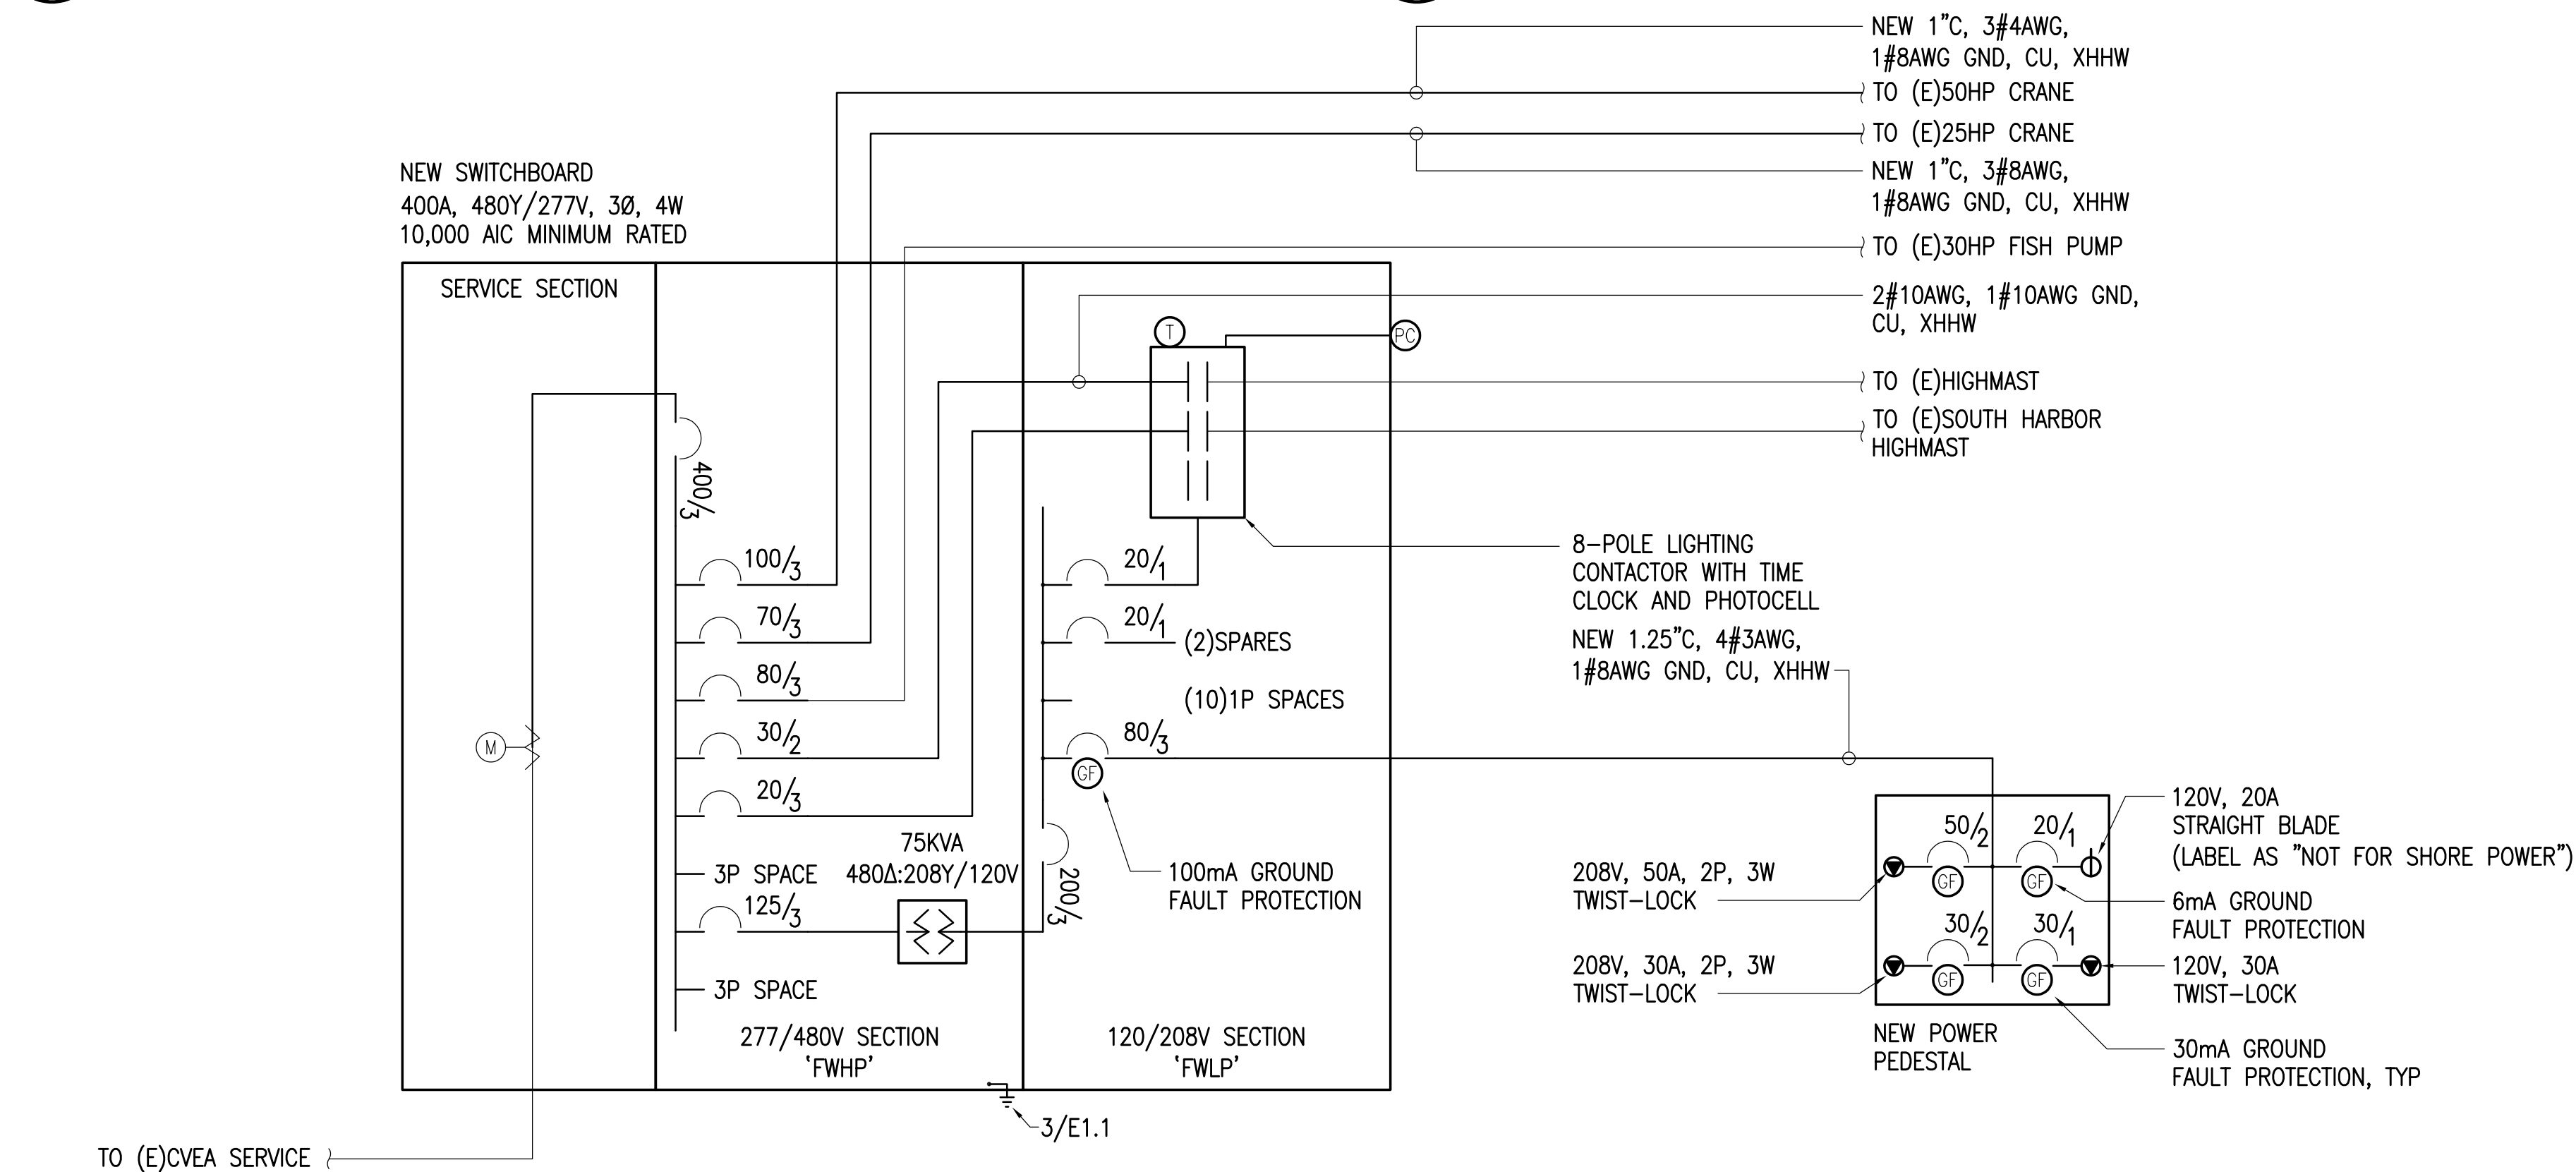 NEW 1"C, 3#4AWG,
1#8AWG GND, CU, XHHW
TO (E)50HP CRANE
TO (E)25HP CRANE
NEW 1"C, 3#8AWG,
1#8AWG GND, CU, XHHW
TO (E)30HP FISH PUMP
2#10AWG, 1#10AWG GND,
CU, XHHW
TO (E)HIGHMAST
TO (E)SOUTH HARBOR
HIGHMAST
NEW SWITCHBOARD
400A, 480Y/277V, 3Ø, 4W
10,000 AIC MINIMUM RATED
SERVICE SECTION
M
400/3
100/3
70/3
80/3
30/2
20/3
3P SPACE
125/3
3P SPACE
75KVA
480Δ:208Y/120V
277/480V SECTION
'FWHP'
T
PC
20/1
20/1
(2)SPARES
(10)1P SPACES
80/3
GF
200/3
100mA GROUND
FAULT PROTECTION
120/208V SECTION
'FWLP'
3/E1.1
TO (E)CVEA SERVICE
8-POLE LIGHTING
CONTACTOR WITH TIME
CLOCK AND PHOTOCELL
NEW 1.25"C, 4#3AWG,
1#8AWG GND, CU, XHHW
208V, 50A, 2P, 3W
TWIST-LOCK
208V, 30A, 2P, 3W
TWIST-LOCK
50/2
20/1
GF
GF
30/2
30/1
GF
GF
NEW POWER
PEDESTAL
120V, 20A
STRAIGHT BLADE
(LABEL AS "NOT FOR SHORE POWER")
6mA GROUND
FAULT PROTECTION
120V, 30A
TWIST-LOCK
30mA GROUND
FAULT PROTECTION, TYP